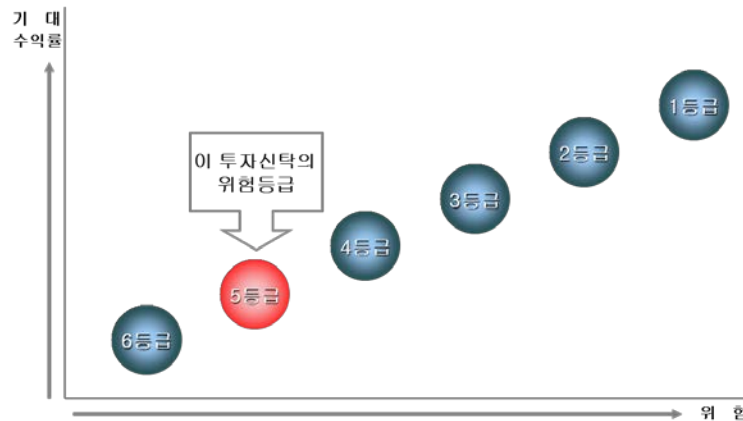 기 대
수익률
1등급
2등급
이 투자신탁의
위험등급
3등급
4등급
5등급
6등급
위 험